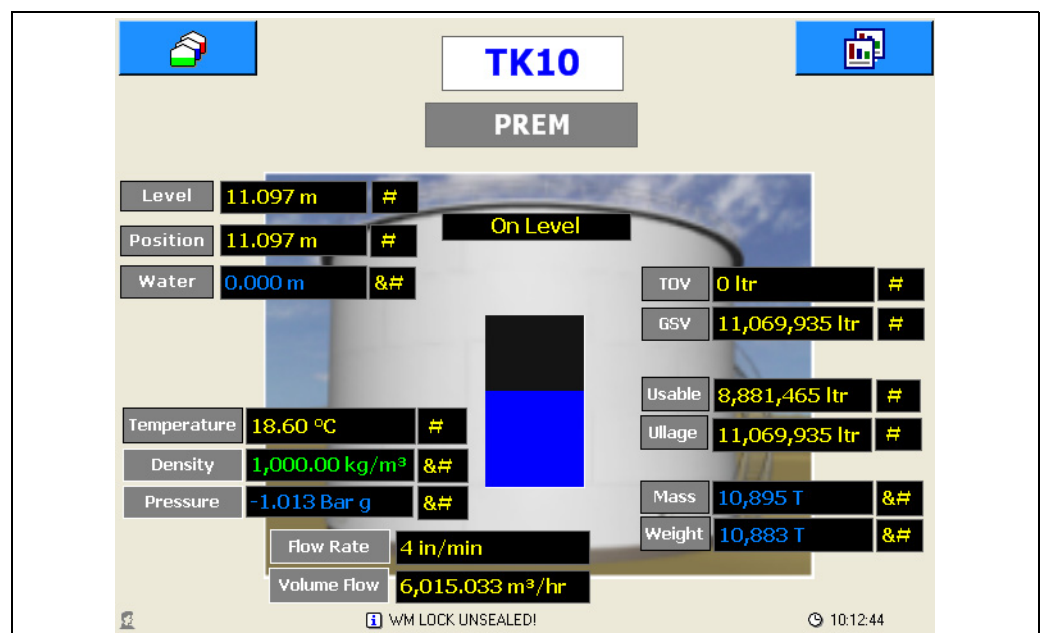 TK10
PREM
Level 11.097 m #
On Level
Position 11.097 m #
Water 0.000 m &#
TOV 0 ltr #
GSV 11,069,935 ltr #
Usable 8,881,465 ltr #
Temperature 18.60 ºC #
Ullage 11,069,935 ltr #
Density 1,000.00 kg/m³ &#
Pressure -1.013 Bar g &#
Mass 10,895 T &#
Weight 10,883 T &#
Flow Rate 4 in/min
Volume Flow 6,015.033 m³/hr
WM LOCK UNSEALED! 10:12:44